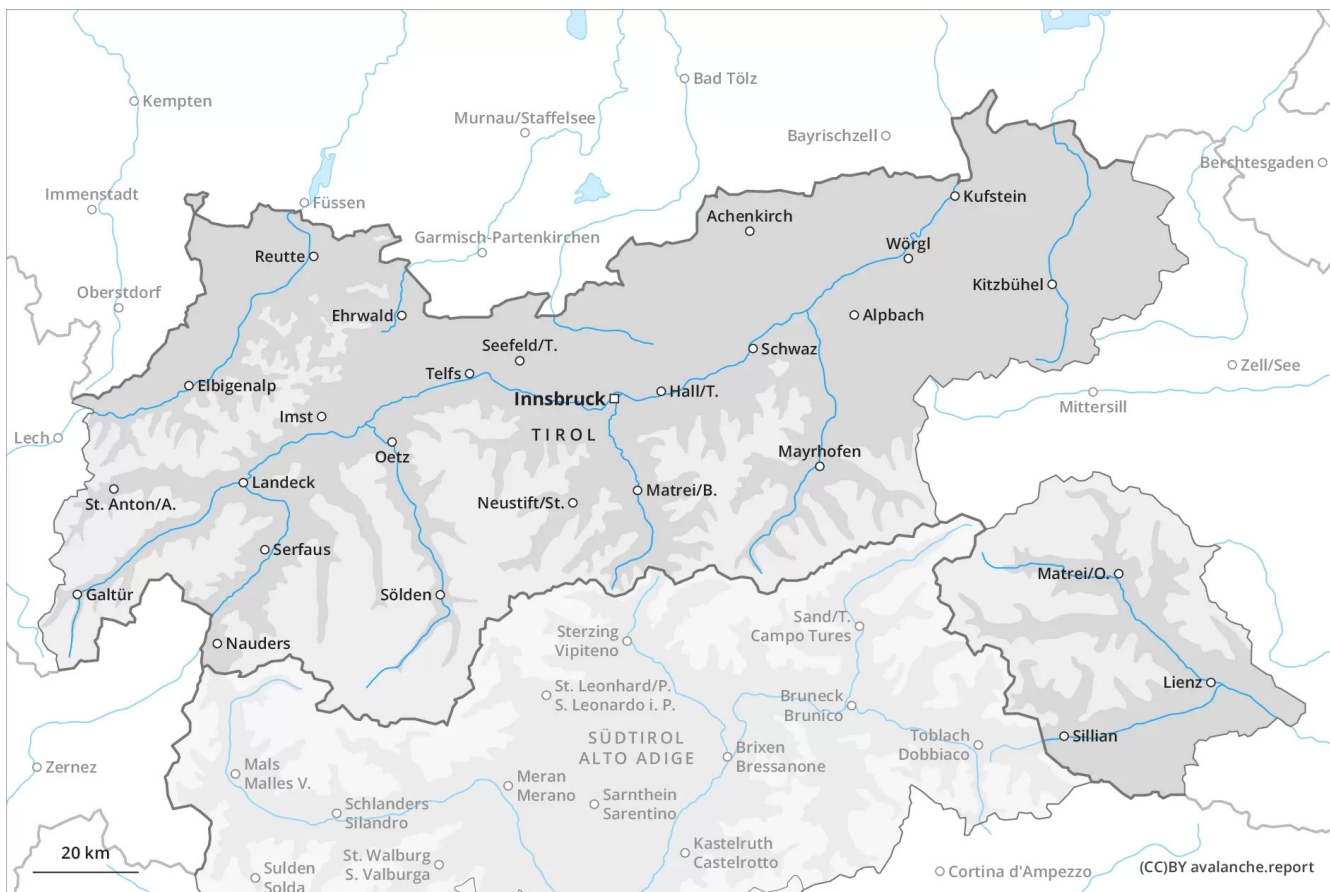 Bad Tölz
Kempten
Murnau/Staffelsee
Bayrischzell
Berchtesgaden
Immenstadt
Füssen
Kufstein
Achenkirch
Garmisch-Partenkirchen
Wörgl
Reutte
Kitzbühel
Oberstdorf
Ehrwald
Alpbach
Seefeld/T.
Schwaz
Zell/See
Telfs
Elbigenalp
Hall/T.
Innsbruck
Mittersill
Imst
Lech
TIROL
Oetz
Mayrhofen
Landeck
Matrei/B.
St. Anton/A.
Neustift/St.
Serfaus
Matrei/O.
Galtür
Sölden
Sand/T.
Campo Tures
Sterzing
Vipiteno
Nauders
Lienz
St. Leonhard/P.
S. Leonardo i. P.
Bruneck
Brunico
SÜDTIROL
ALTO ADIGE
Toblach
Dobbiaco
Sillian
Brixen
Bressanone
Zernez
Mals
Malles V.
Meran
Merano
Sarnthein
Sarentino
Schlanders
Silandro
Kastelruth
Castelrotto
20 km
St. Walburg
S. Valburga
Sulden
Solda
Cortina d'Ampezzo
(CC)BY avalanche.report